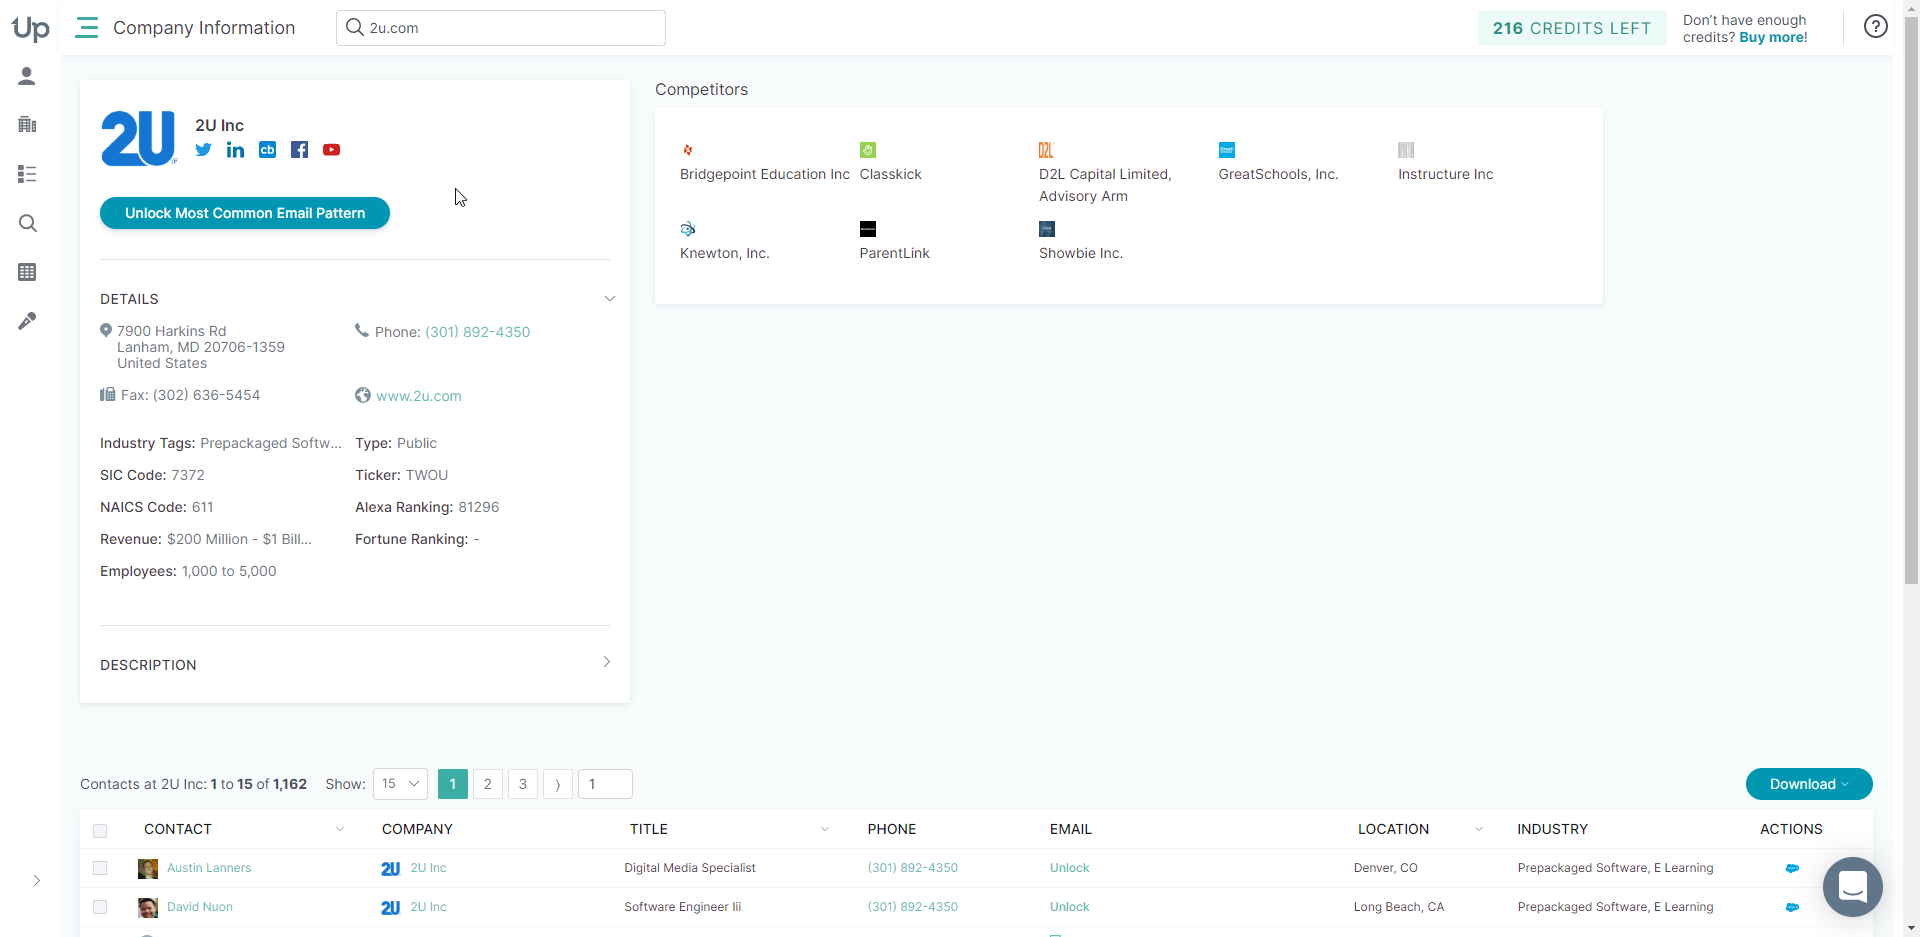 Up
Company Information
2u.com
216 CREDITS LEFT
Don't have enough
credits? Buy more!
2U
2U Inc
Unlock Most Common Email Pattern
DETAILS
7900 Harkins Rd
Lanham, MD 20706-1359
United States
Phone: (301) 892-4350
Fax: (302) 636-5454
www.2u.com
Industry Tags: Prepackaged Softw...
Type: Public
SIC Code: 7372
Ticker: TWOU
NAICS Code: 611
Alexa Ranking: 81296
Revenue: $200 Million - $1 Bill...
Fortune Ranking: -
Employees: 1,000 to 5,000
DESCRIPTION
Competitors
Bridgepoint Education Inc
Classkick
D2L
D2L Capital Limited,
Advisory Arm
GreatSchools, Inc.
Instructure Inc
Knewton, Inc.
ParentLink
Showbie Inc.
Contacts at 2U Inc: 1 to 15 of 1,162 Show: 15 1 2 3 1
Download
CONTACT COMPANY TITLE PHONE EMAIL LOCATION INDUSTRY ACTIONS
Austin Lanners 2U 2U Inc Digital Media Specialist (301) 892-4350 Unlock Denver, CO Prepackaged Software, E Learning
David Nuon 2U 2U Inc Software Engineer Iii (301) 892-4350 Unlock Long Beach, CA Prepackaged Software, E Learning